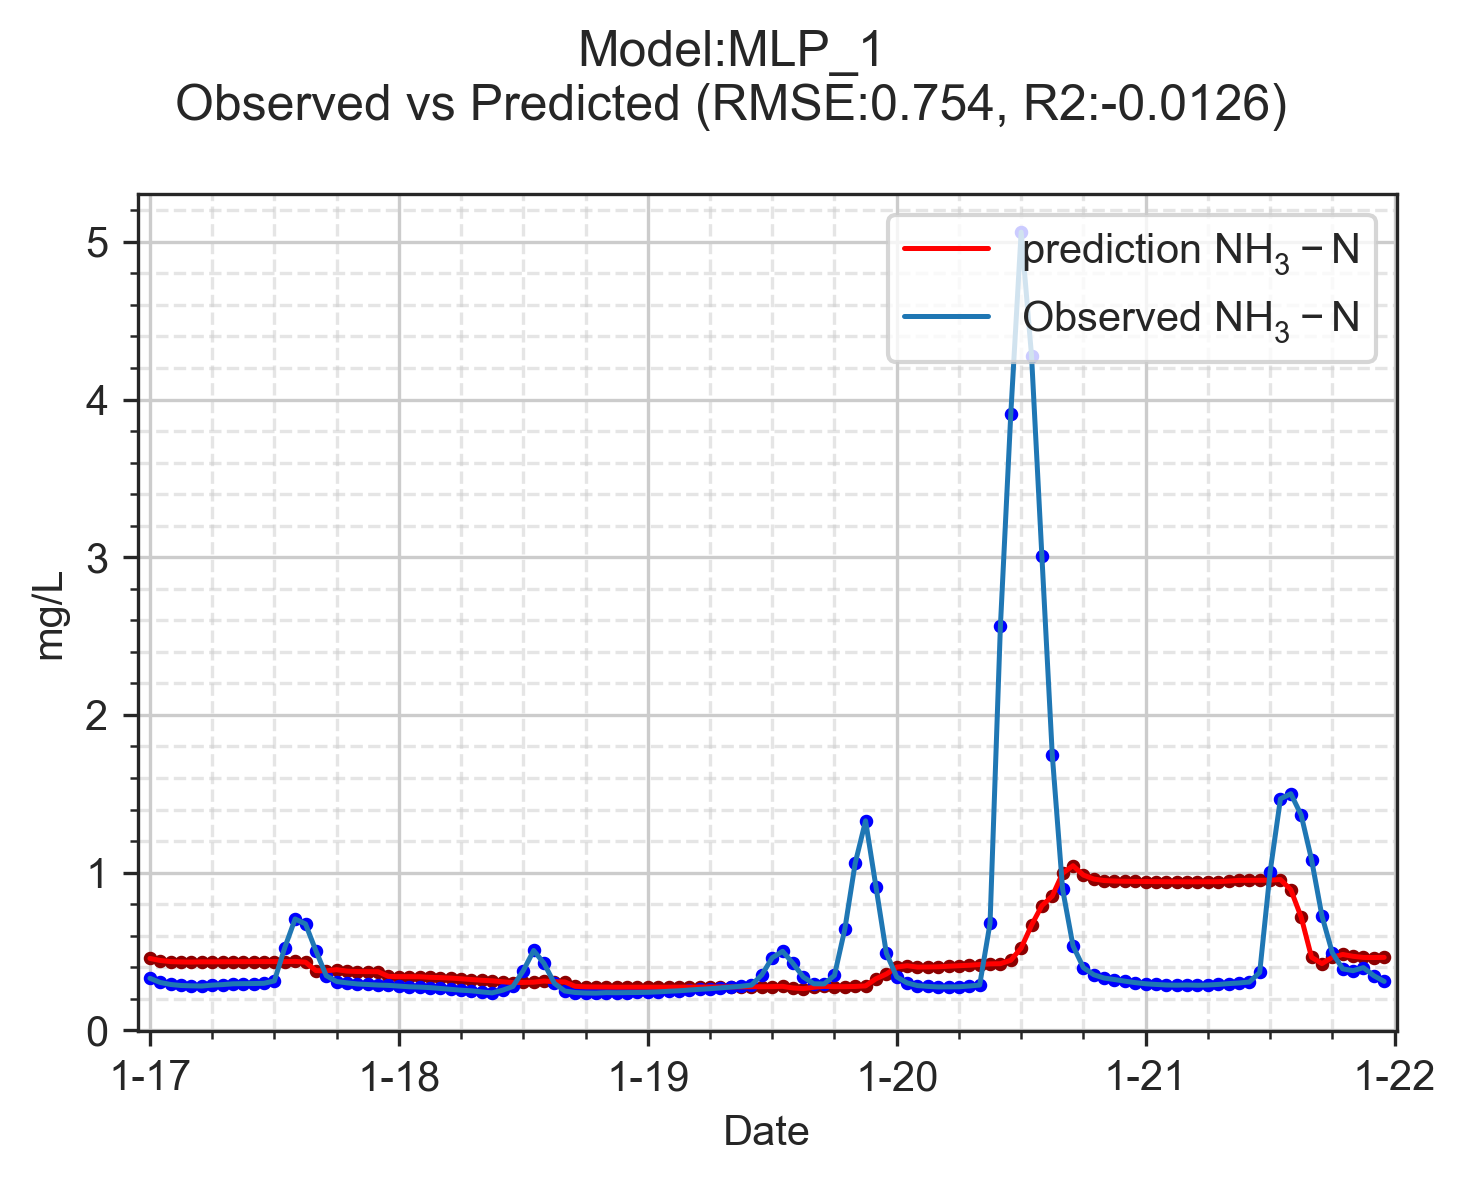 Model:MLP_1
Observed vs Predicted (RMSE:0.754, R2:-0.0126)
prediction NH₃ − N
Observed NH₃ − N
5
4
3
2
1
0
mg/L
1-17 1-18 1-19 1-20 1-21 1-22
Date